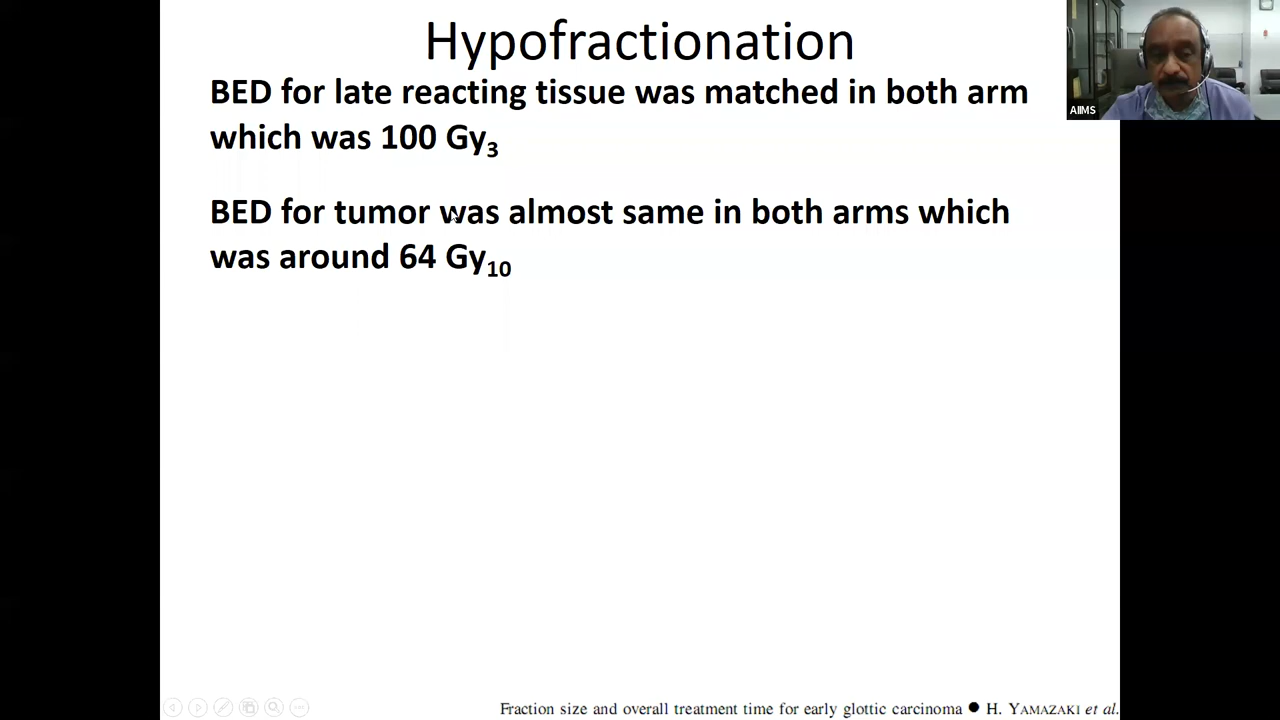 Hypofractionation
BED for late reacting tissue was matched in both arm
which was 100 Gy3
BED for tumor was almost same in both arms which
was around 64 Gy10
AIIMS
Fraction size and overall treatment time for early glottic carcinoma ● H. YAMAZAKI et al.